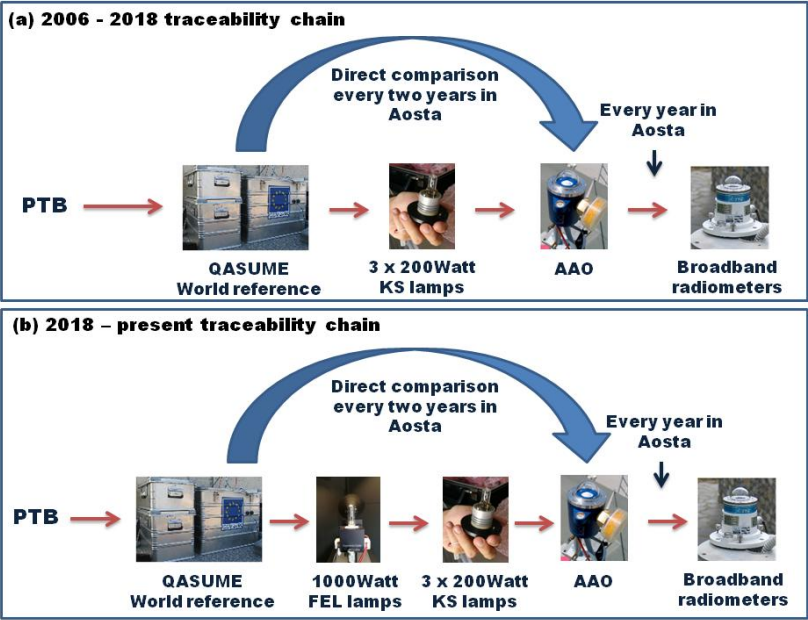 (a) 2006 - 2018 traceability chain
Direct comparison
every two years in
Aosta
Every year in
Aosta
PTB
QASUME
World reference
3 x 200Watt
KS lamps
AAO
Broadband
radiometers
(b) 2018 – present traceability chain
Direct comparison
every two years in
Aosta
Every year in
Aosta
PTB
QASUME
World reference
1000Watt
FEL lamps
3 x 200Watt
KS lamps
AAO
Broadband
radiometers